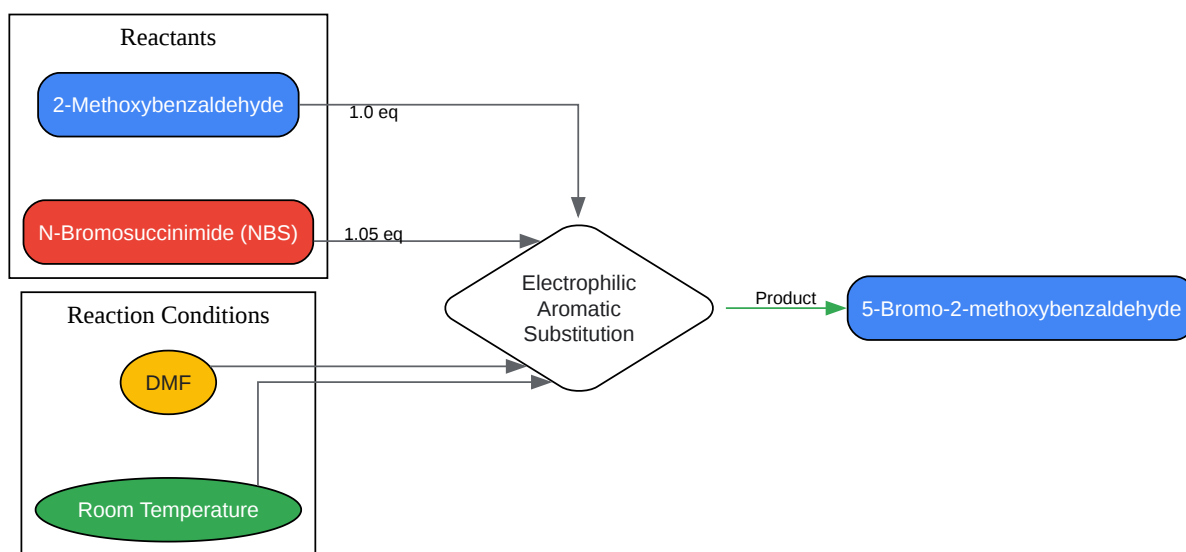 Reactants
2-Methoxybenzaldehyde
1.0 eq
N-Bromosuccinimide (NBS)
1.05 eq
Reaction Conditions
DMF
Room Temperature
Electrophilic
Aromatic
Substitution
Product
5-Bromo-2-methoxybenzaldehyde